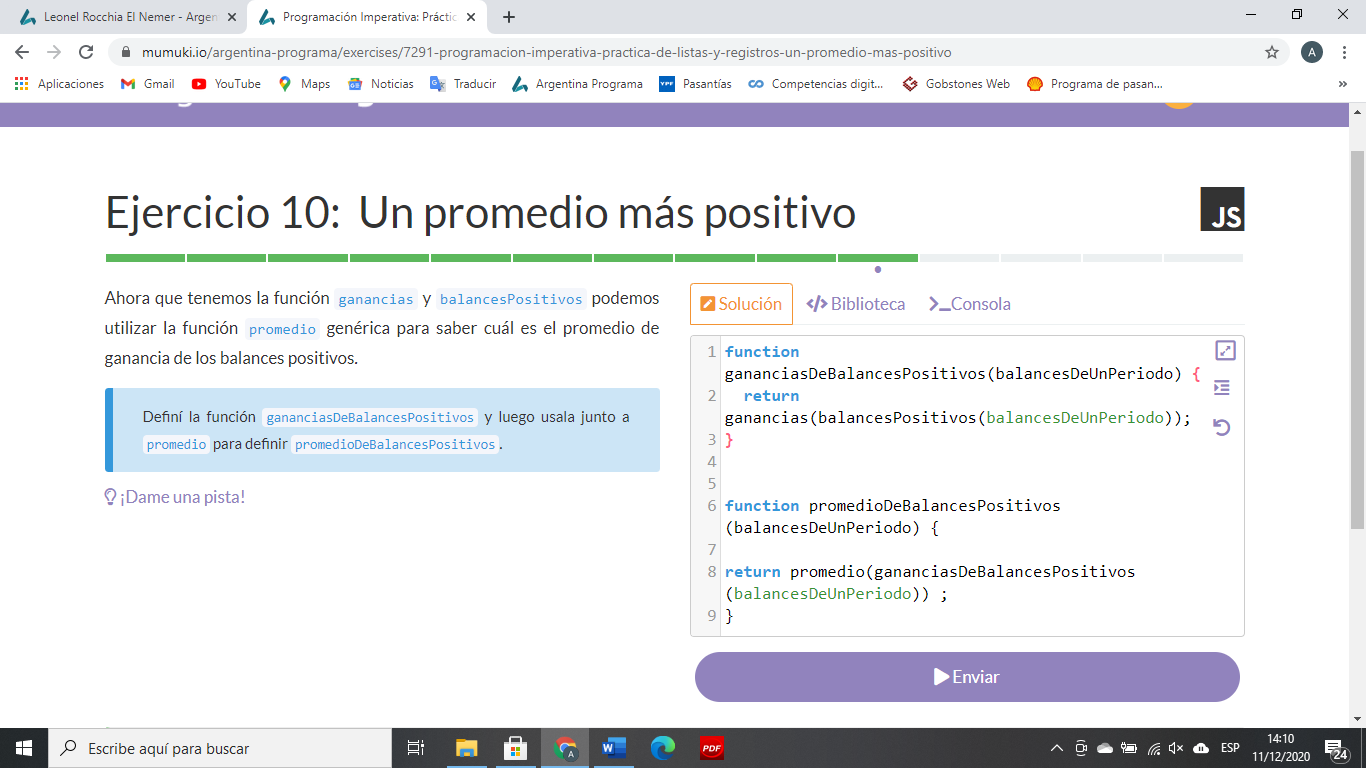 Leonel Rocchia El Nemer - Argen
Programación Imperativa: Práctic
mumuki.io/argentina-programa/exercises/7291-programacion-imperativa-practica-de-listas-y-registros-un-promedio-mas-positivo
A
Aplicaciones
Gmail
YouTube
Maps
Noticias
Traducir
Argentina Programa
YPF
Pasantías
Competencias digit...
Gobstones Web
Programa de pasan...
»
Ejercicio 10: Un promedio más positivo
JS
Ahora que tenemos la función ganancias y balancesPositivos podemos
utilizar la función promedio genérica para saber cuál es el promedio de
ganancia de los balances positivos.
Definí la función gananciasDeBalancesPositivos y luego usala junto a
promedio para definir promedioDeBalancesPositivos.
¡Dame una pista!
Solución
Biblioteca
Consola
1 function
gananciasDeBalancesPositivos(balancesDeUnPeriodo) {
2 return
ganancias(balancesPositivos(balancesDeUnPeriodo));
3 }
4
5
6 function promedioDeBalancesPositivos
(balancesDeUnPeriodo) {
7
8 return promedio(gananciasDeBalancesPositivos
(balancesDeUnPeriodo)) ;
9 }
Enviar
Escribe aquí para buscar
A
W
PDF
ESP
14:10
11/12/2020
24